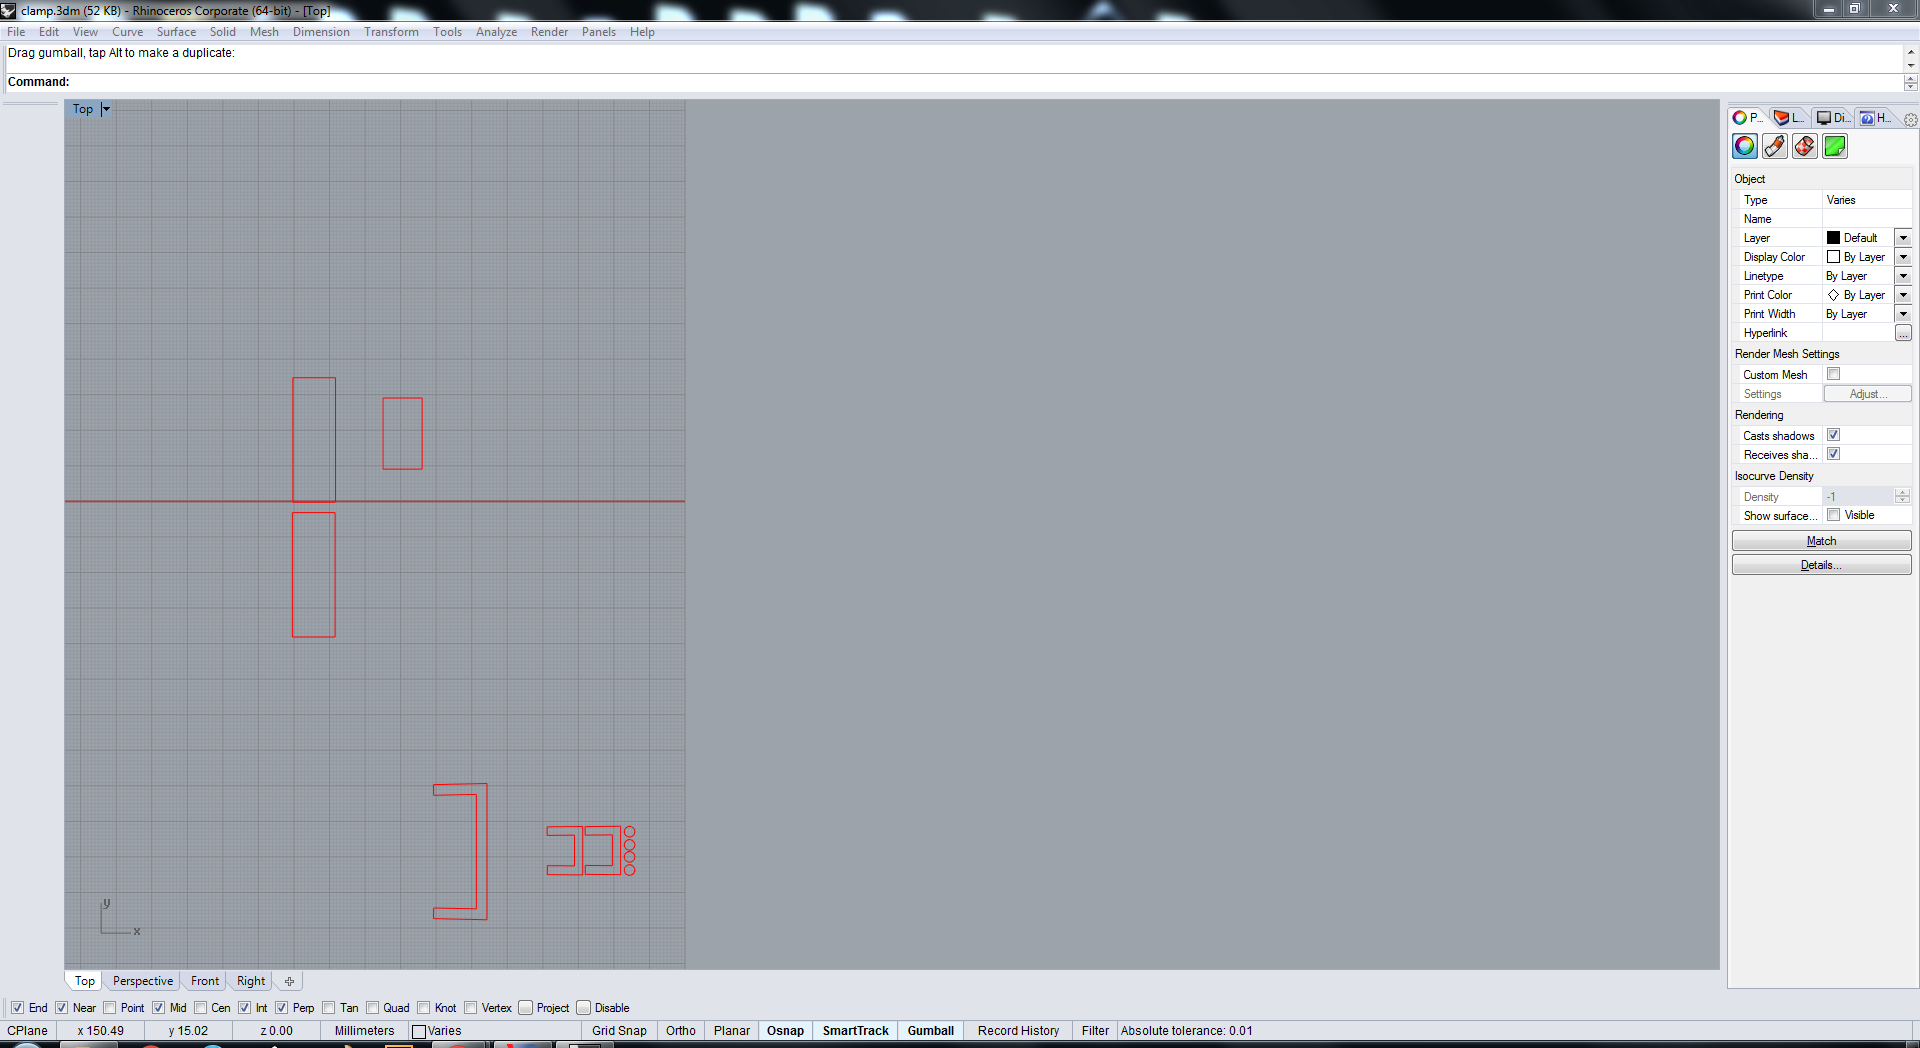 clamp.3dm (52 KB) - Rhinoceros Corporate (64-bit) - [Top]
File Edit View Curve Surface Solid Mesh Dimension Transform Tools Analyze Render Panels Help
Drag gumball, tap Alt to make a duplicate:
Command:
Top
P... L... Di... H...
Object
Type Varies
Name
Layer Default
Display Color By Layer
Linetype By Layer
Print Color By Layer
Print Width By Layer
Hyperlink ...
Render Mesh Settings
Custom Mesh
Settings Adjust...
Rendering
Casts shadows
Receives sha...
Isocurve Density
Density -1
Show surface... Visible
Match
Details...
y
x
Top Perspective Front Right
End Near Point Mid Cen Int Perp Tan Quad Knot Vertex Project Disable
CPlane x 150.49 y 15.02 z 0.00 Millimeters Varies Grid Snap Ortho Planar Osnap SmartTrack Gumball Record History Filter Absolute tolerance: 0.01